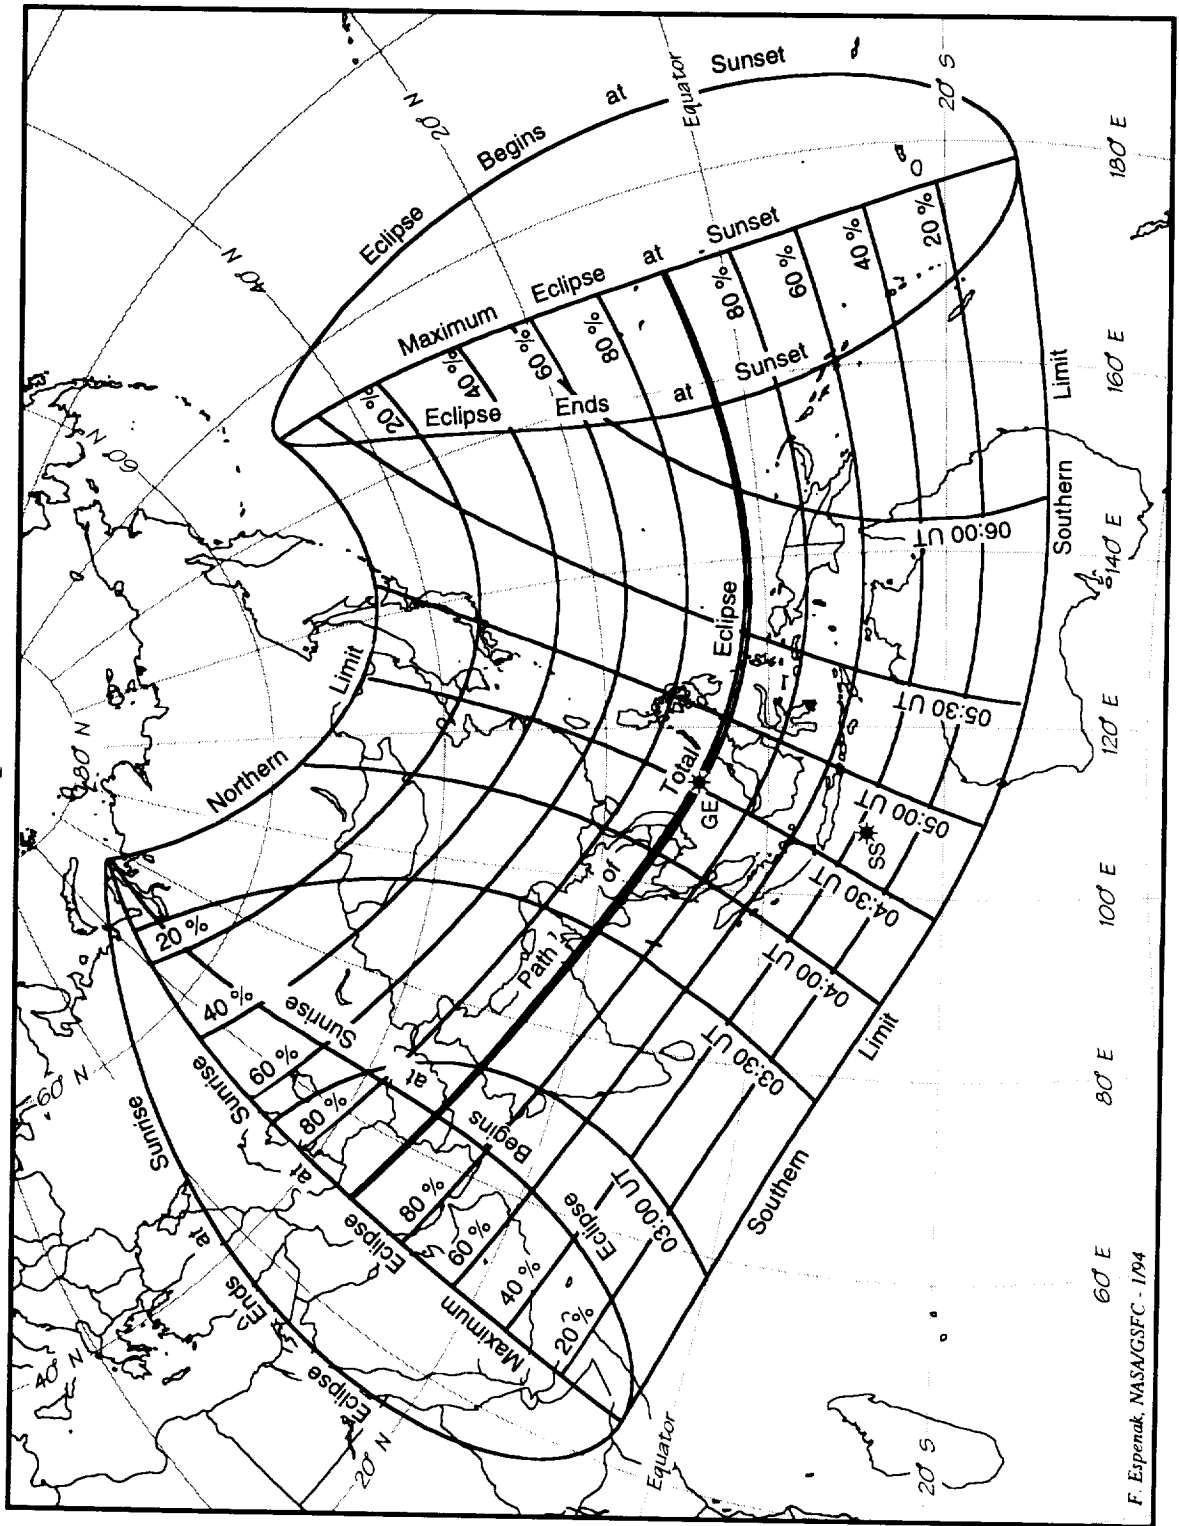 Eclipse Begins at Sunset
Maximum Eclipse at Sunset
Eclipse Ends at Sunset
20 %
40 %
60 %
80 %
80 %
60 %
40 %
20 %
Northern Limit
Path of Total Eclipse
GE
SS
Southern Limit
Southern Limit
Eclipse Begins at Sunrise
Maximum Eclipse at Sunrise
Eclipse Ends at Sunrise
20 %
40 %
60 %
80 %
80 %
60 %
40 %
20 %
03:00 UT
03:30 UT
04:00 UT
04:30 UT
05:00 UT
05:30 UT
06:00 UT
80° N
60° N
40° N
20° N
Equator
20° S
60° N
40° N
20° N
Equator
20° S
60° E
80° E
100° E
120° E
140° E
160° E
180° E
F. Espenak, NASA/GSFC - 1/94